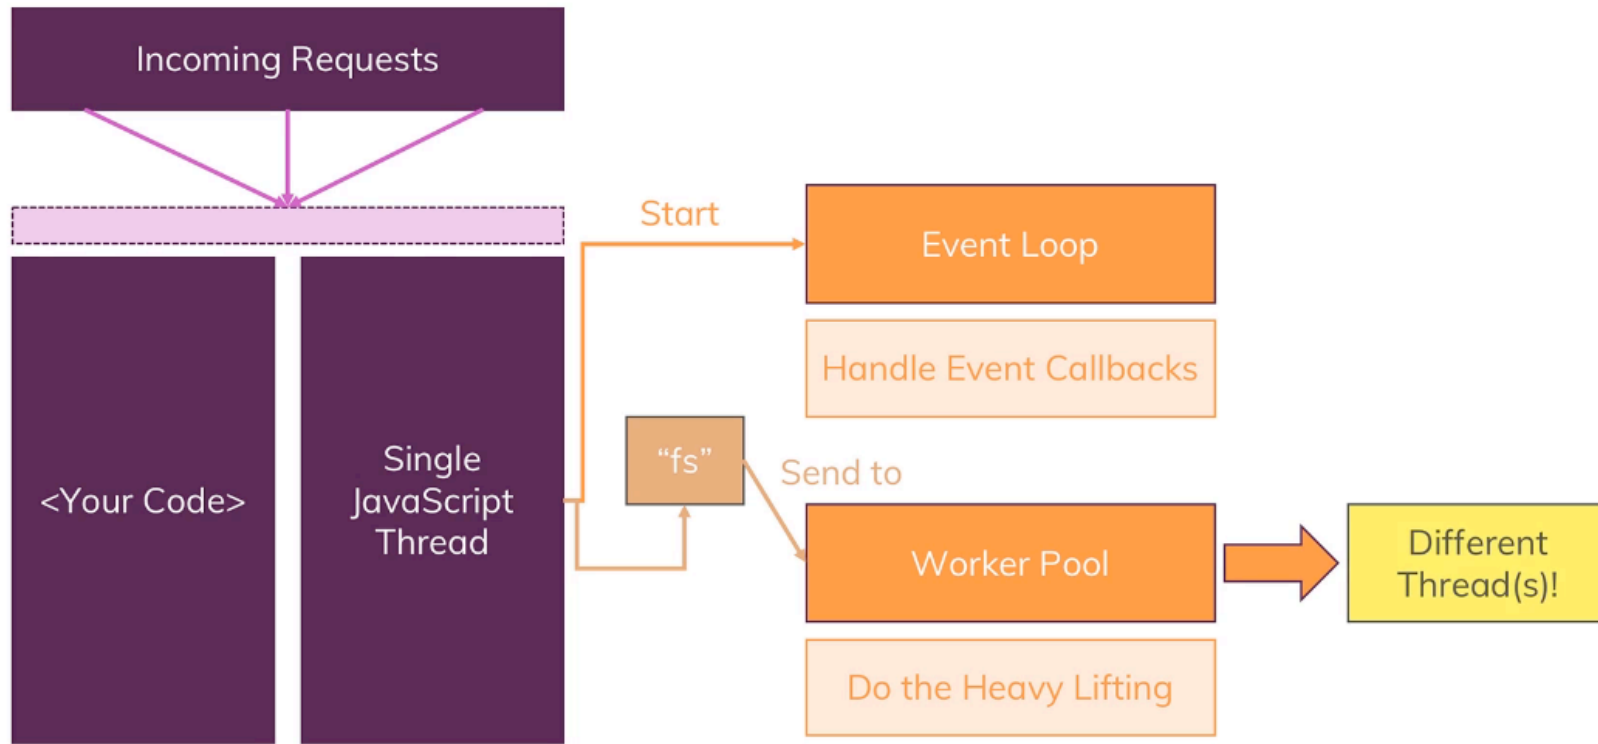 Incoming Requests
Start
Event Loop
Handle Event Callbacks
<Your Code>
Single
JavaScript
Thread
“fs”
Send to
Worker Pool
Different
Thread(s)!
Do the Heavy Lifting